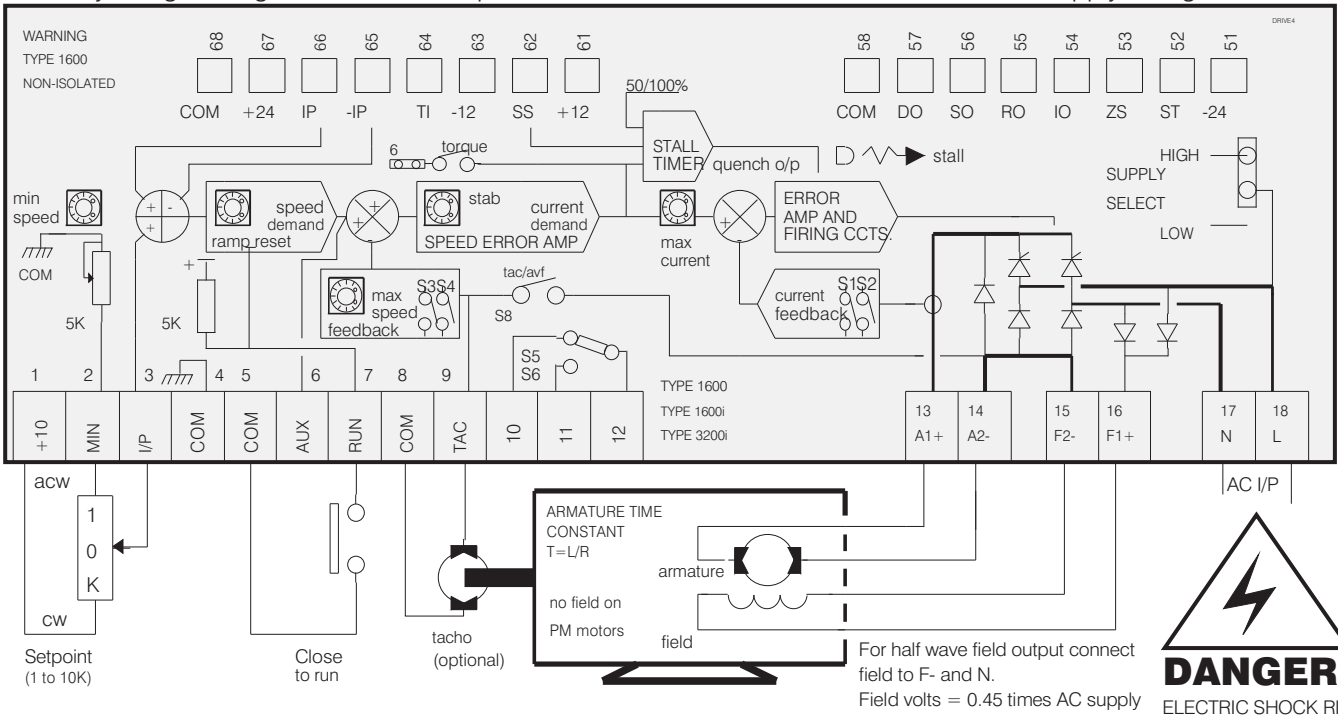 DRIVE4
WARNING
TYPE 1600
NON-ISOLATED
68 67 66 65 64 63 62 61
COM +24 IP -IP TI -12 SS +12
58 57 56 55 54 53 52 51
COM DO SO RO IO ZS ST -24
50/100%
STALL
TIMER
quench o/p
stall
HIGH
SUPPLY
SELECT
LOW
6 torque
min
speed
COM
5K
+ -
+
speed
demand
ramp reset
+
5K
+ +
-
stab
current
demand
SPEED ERROR AMP
max
current
+
-
ERROR
AMP AND
FIRING CCTS.
max
speed
feedback
S3S4
tac/avf
S8
current
feedback
S1S2
S5
S6
TYPE 1600
TYPE 1600i
TYPE 3200i
1 2 3 4 5 6 7 8 9
+10 MIN I/P COM COM AUX RUN COM TAC 10 11 12
13 14 15 16 17 18
A1+ A2- F2- F1+ N L
acw
1
0
K
cw
Setpoint
(1 to 10K)
Close
to run
tacho
(optional)
ARMATURE TIME
CONSTANT
T=L/R
armature
no field on
PM motors
field
AC I/P
For half wave field output connect
field to F- and N.
Field volts = 0.45 times AC supply
DANGER
ELECTRIC SHOCK RI